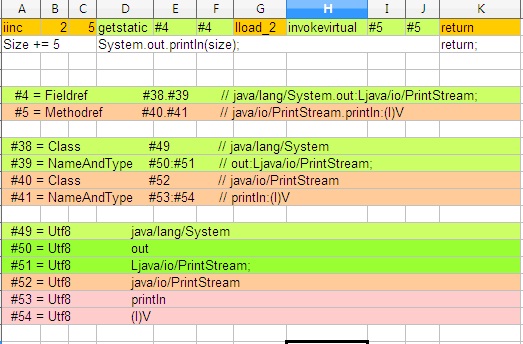 A B C D E F G H I J K
iinc 2 5 getstatic #4 #4 lload_2 invokevirtual #5 #5 return
Size += 5 System.out.println(size); return;
#4 = Fieldref #38.#39 // java/lang/System.out:Ljava/io/PrintStream;
#5 = Methodref #40.#41 // java/io/PrintStream.println:(I)V
#38 = Class #49 // java/lang/System
#39 = NameAndType #50:#51 // out:Ljava/io/PrintStream;
#40 = Class #52 // java/io/PrintStream
#41 = NameAndType #53:#54 // println:(I)V
#49 = Utf8 java/lang/System
#50 = Utf8 out
#51 = Utf8 Ljava/io/PrintStream;
#52 = Utf8 java/io/PrintStream
#53 = Utf8 println
#54 = Utf8 (I)V